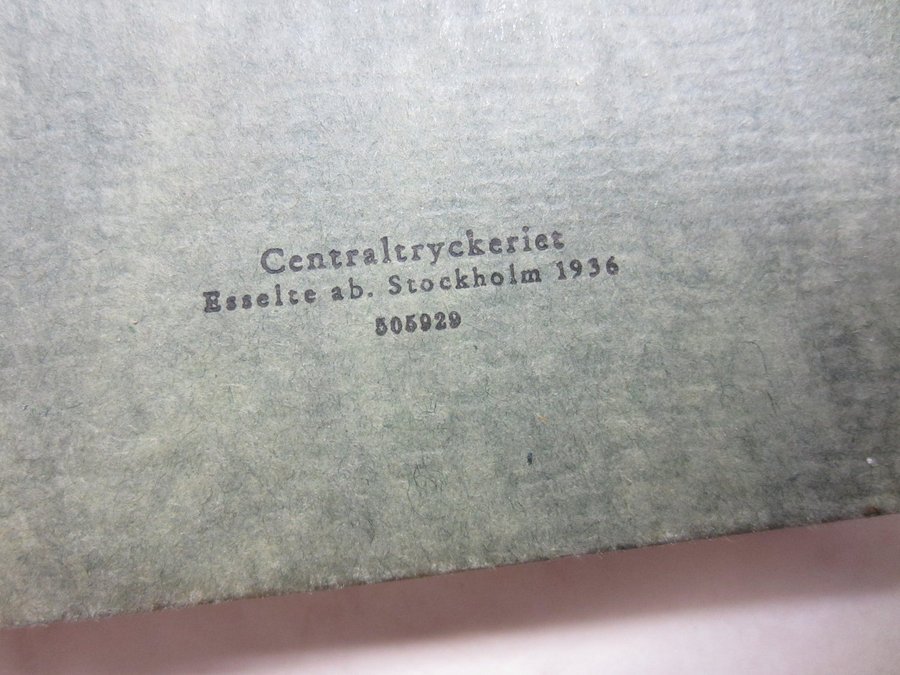 Centraltryckeriet
Esselte ab. Stockholm 1936
505929